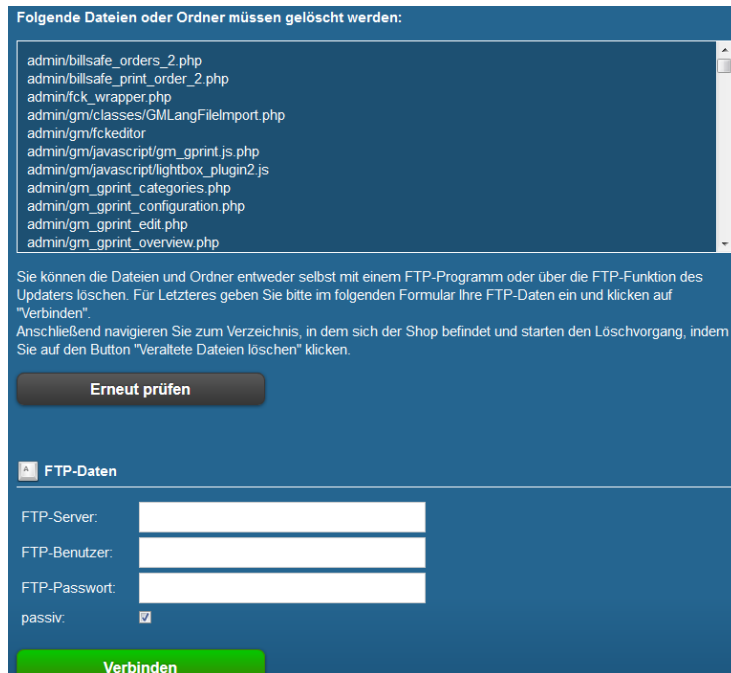 Folgende Dateien oder Ordner müssen gelöscht werden:
admin/billsafe_orders_2.php
admin/billsafe_print_order_2.php
admin/fck_wrapper.php
admin/gm/classes/GMLangFileImport.php
admin/gm/fckeditor
admin/gm/javascript/gm_gprint.js.php
admin/gm/javascript/lightbox_plugin2.js
admin/gm_gprint_categories.php
admin/gm_gprint_configuration.php
admin/gm_gprint_edit.php
admin/gm_gprint_overview.php
Sie können die Dateien und Ordner entweder selbst mit einem FTP-Programm oder über die FTP-Funktion des
Updaters löschen. Für Letzteres geben Sie bitte im folgenden Formular Ihre FTP-Daten ein und klicken auf
"Verbinden".
Anschließend navigieren Sie zum Verzeichnis, in dem sich der Shop befindet und starten den Löschvorgang, indem
Sie auf den Button "Veraltete Dateien löschen" klicken.
Erneut prüfen
A FTP-Daten
FTP-Server:
FTP-Benutzer:
FTP-Passwort:
passiv:
Verbinden